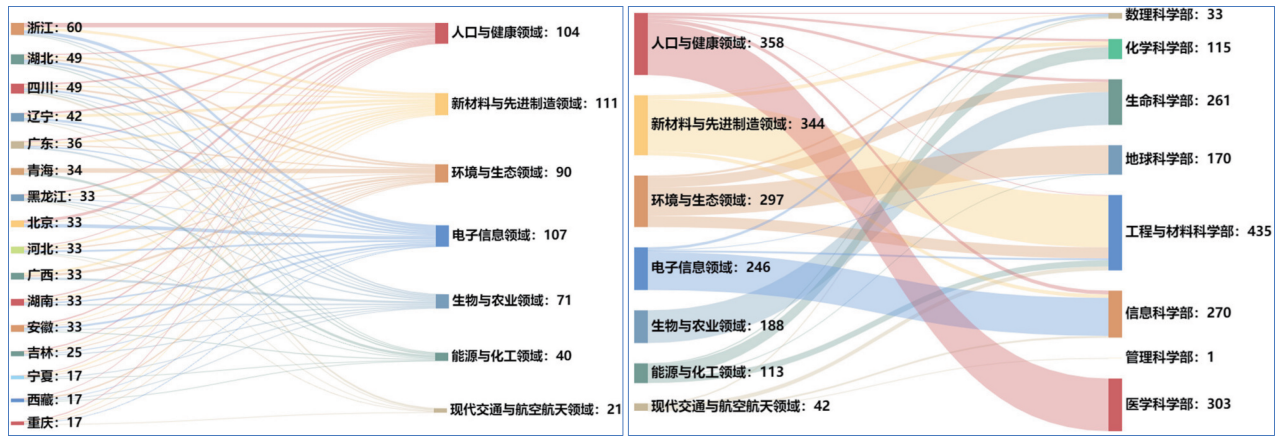 浙江：60
湖北：49
四川：49
辽宁：42
广东：36
青海：34
黑龙江：33
北京：33
河北：33
广西：33
湖南：33
安徽：33
吉林：25
宁夏：17
西藏：17
重庆：17
人口与健康领域：104
新材料与先进制造领域：111
环境与生态领域：90
电子信息领域：107
生物与农业领域：71
能源与化工领域：40
现代交通与航空航天领域：21
人口与健康领域：358
新材料与先进制造领域：344
环境与生态领域：297
电子信息领域：246
生物与农业领域：188
能源与化工领域：113
现代交通与航空航天领域：42
数理科学部：33
化学科学部：115
生命科学部：261
地球科学部：170
工程与材料科学部：435
信息科学部：270
管理科学部：1
医学科学部：303